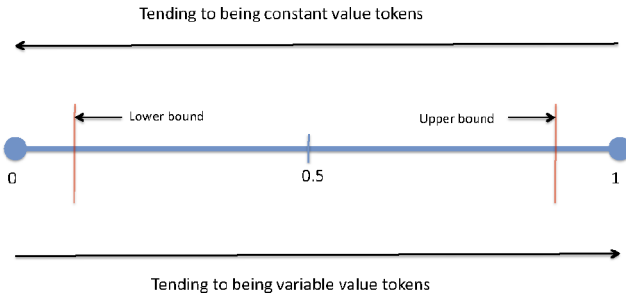 Tending to being constant value tokens
Lower bound
Upper bound
0
0.5
1
Tending to being variable value tokens